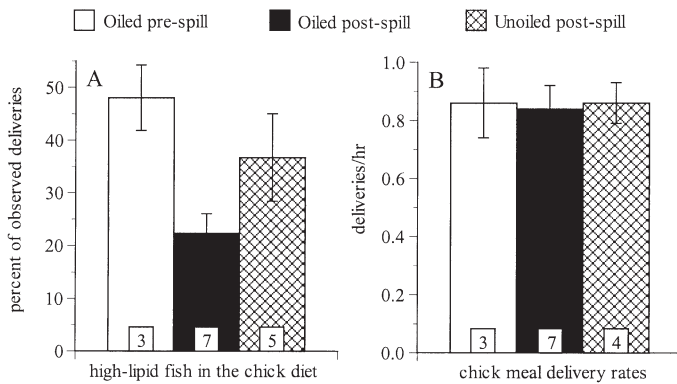 Oiled pre-spill Oiled post-spill Unoiled post-spill
A
percent of observed deliveries
50
40
30
20
10
0
3 7 5
high-lipid fish in the chick diet
B
deliveries/hr
1.0
0.8
0.6
0.4
0.2
0.0
3 7 4
chick meal delivery rates